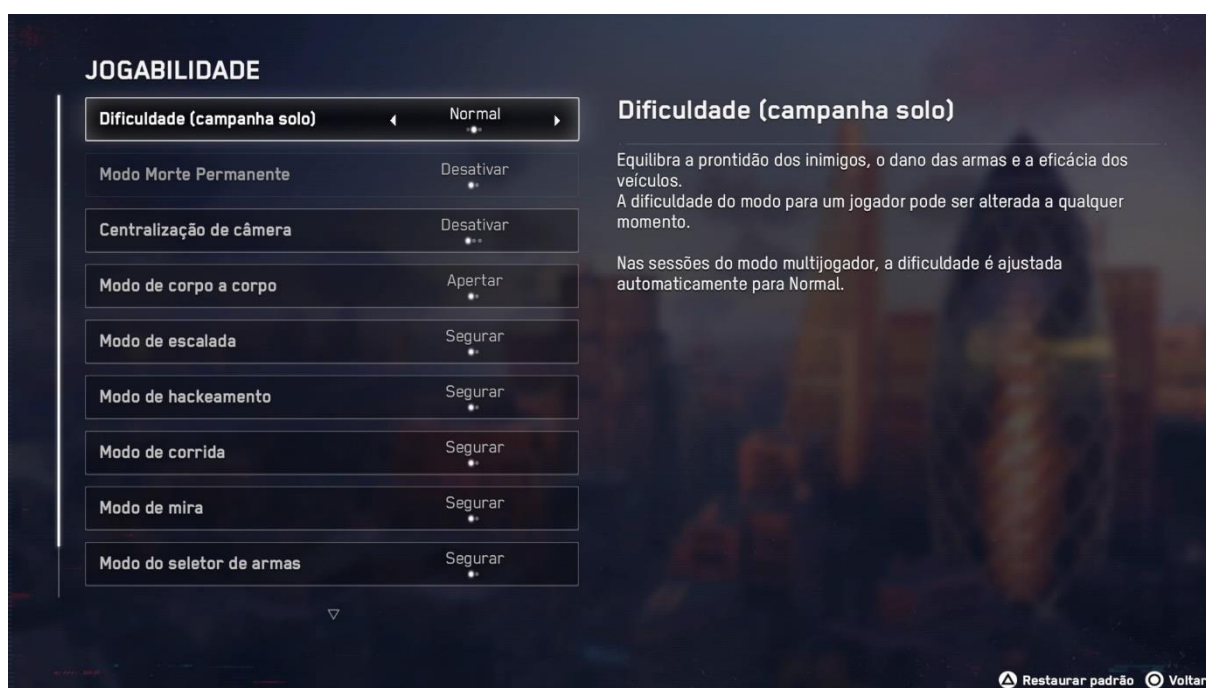 JOGABILIDADE
Dificuldade (campanha solo)
Normal
Modo Morte Permanente
Desativar
Centralização de câmera
Desativar
Modo de corpo a corpo
Apertar
Modo de escalada
Segurar
Modo de hackeamento
Segurar
Modo de corrida
Segurar
Modo de mira
Segurar
Modo do seletor de armas
Segurar
Dificuldade (campanha solo)
Equilibra a prontidão dos inimigos, o dano das armas e a eficácia dos
veículos.
A dificuldade do modo para um jogador pode ser alterada a qualquer
momento.
Nas sessões do modo multijogador, a dificuldade é ajustada
automaticamente para Normal.
Restaurar padrão
Voltar